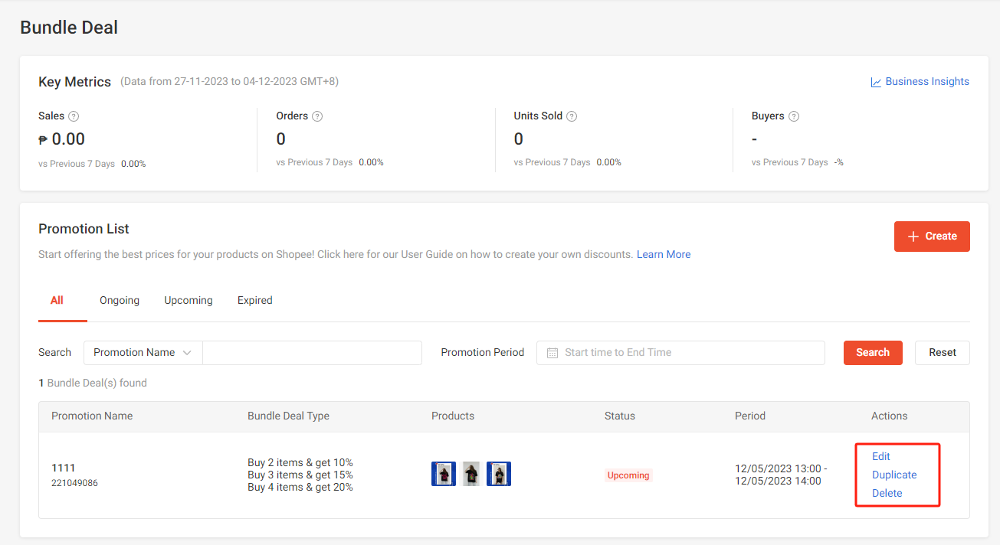 Bundle Deal
Key Metrics (Data from 27-11-2023 to 04-12-2023 GMT+8) Business Insights
Sales ? Orders ? Units Sold ? Buyers ?
₱ 0.00 0 0 -
vs Previous 7 Days 0.00% vs Previous 7 Days 0.00% vs Previous 7 Days 0.00% vs Previous 7 Days -%
Promotion List
+ Create
Start offering the best prices for your products on Shopee! Click here for our User Guide on how to create your own discounts. Learn More
All Ongoing Upcoming Expired
Search Promotion Name Promotion Period Start time to End Time Search Reset
1 Bundle Deal(s) found
Promotion Name Bundle Deal Type Products Status Period Actions
1111
221049086
Buy 2 items & get 10%
Buy 3 items & get 15%
Buy 4 items & get 20%
Upcoming
12/05/2023 13:00 -
12/05/2023 14:00
Edit
Duplicate
Delete